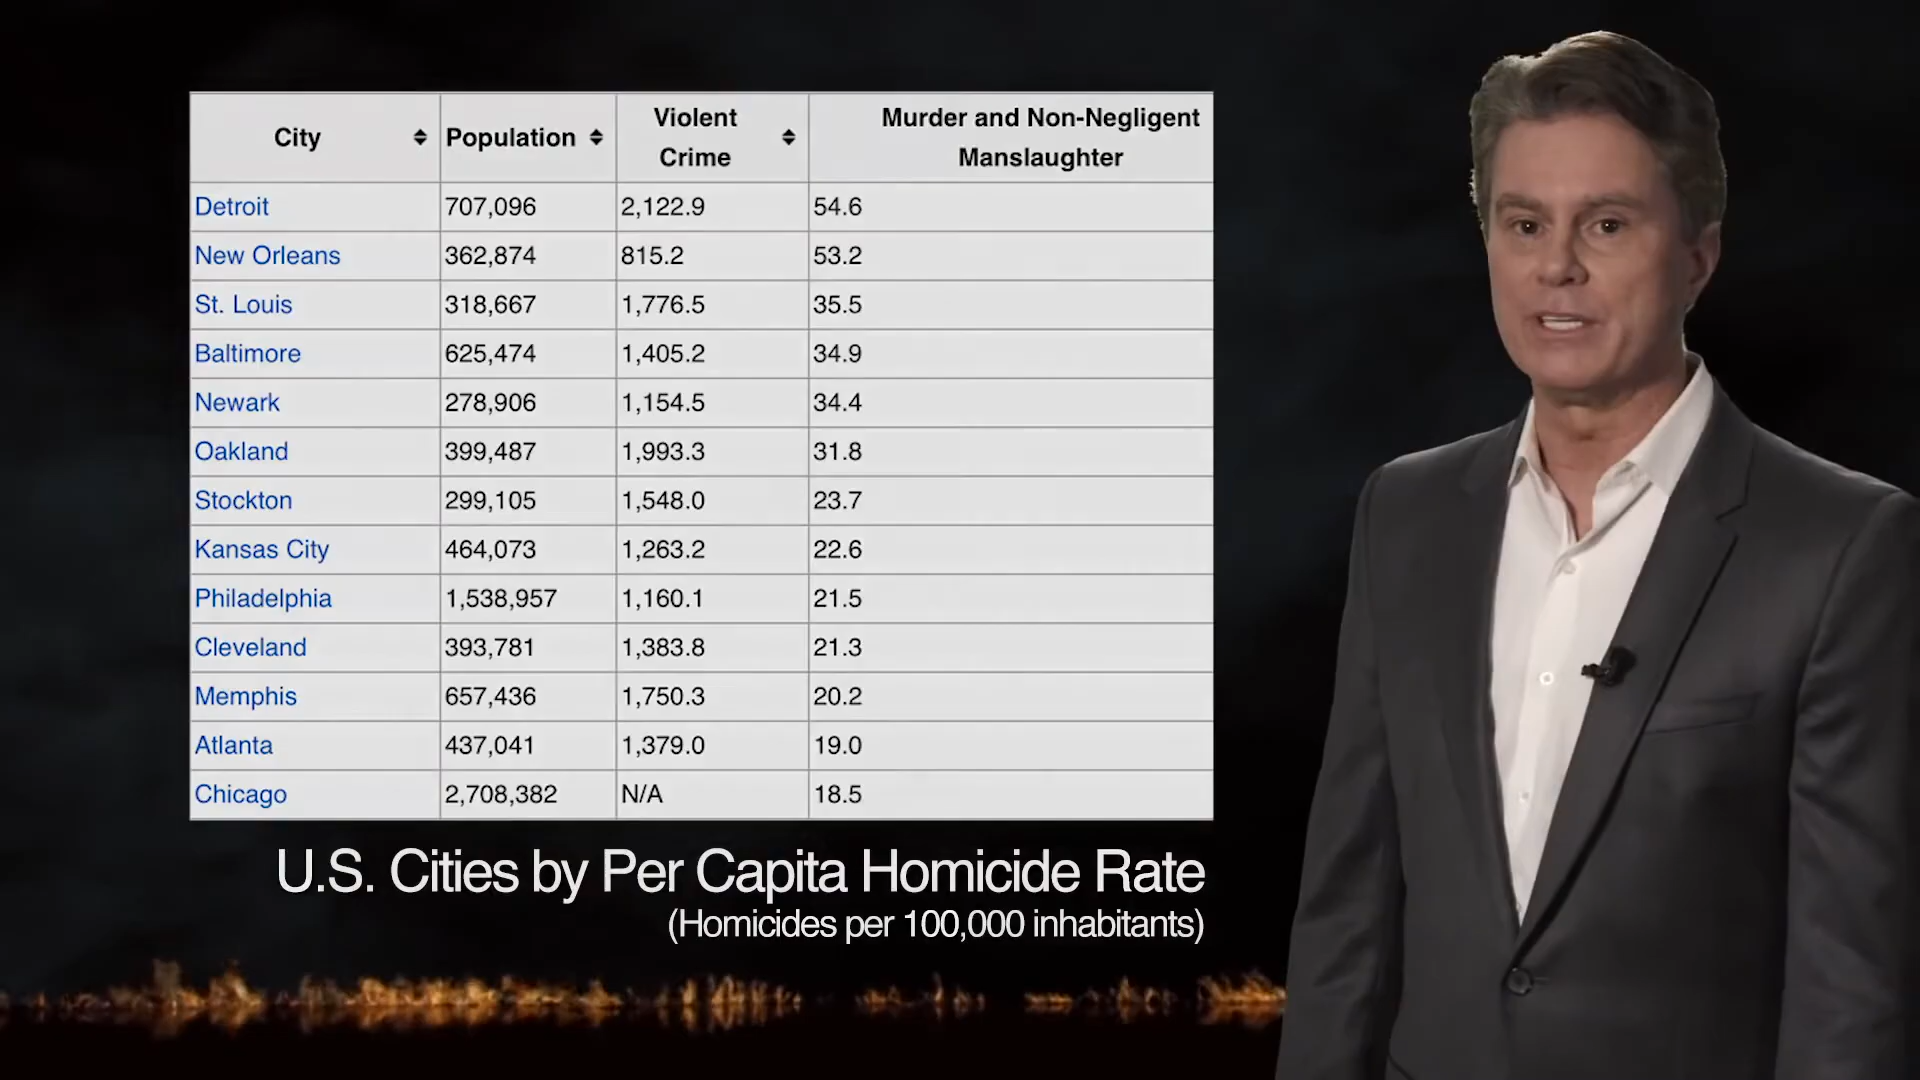 City Population Violent Crime Murder and Non-Negligent Manslaughter
Detroit 707,096 2,122.9 54.6
New Orleans 362,874 815.2 53.2
St. Louis 318,667 1,776.5 35.5
Baltimore 625,474 1,405.2 34.9
Newark 278,906 1,154.5 34.4
Oakland 399,487 1,993.3 31.8
Stockton 299,105 1,548.0 23.7
Kansas City 464,073 1,263.2 22.6
Philadelphia 1,538,957 1,160.1 21.5
Cleveland 393,781 1,383.8 21.3
Memphis 657,436 1,750.3 20.2
Atlanta 437,041 1,379.0 19.0
Chicago 2,708,382 N/A 18.5
U.S. Cities by Per Capita Homicide Rate
(Homicides per 100,000 inhabitants)